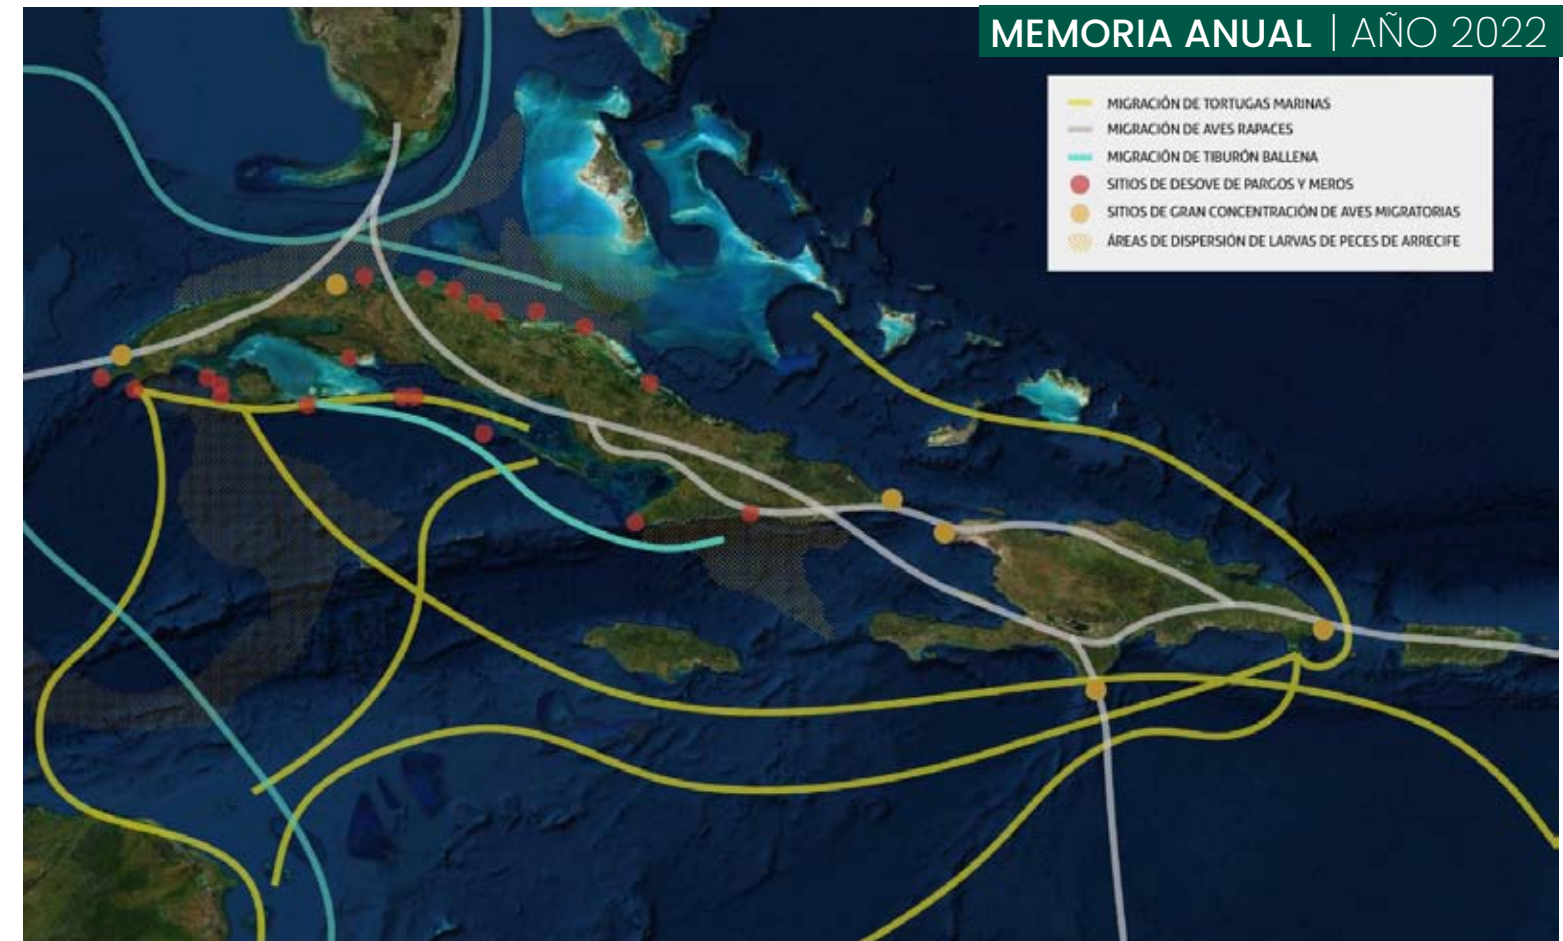 MEMORIA ANUAL | AÑO 2022
MIGRACIÓN DE TORTUGAS MARINAS
MIGRACIÓN DE AVES RAPACES
MIGRACIÓN DE TIBURÓN BALLENA
SITIOS DE DESOVE DE PARGOS Y MEROS
SITIOS DE GRAN CONCENTRACIÓN DE AVES MIGRATORIAS
ÁREAS DE DISPERSIÓN DE LARVAS DE PECES DE ARRECIFE